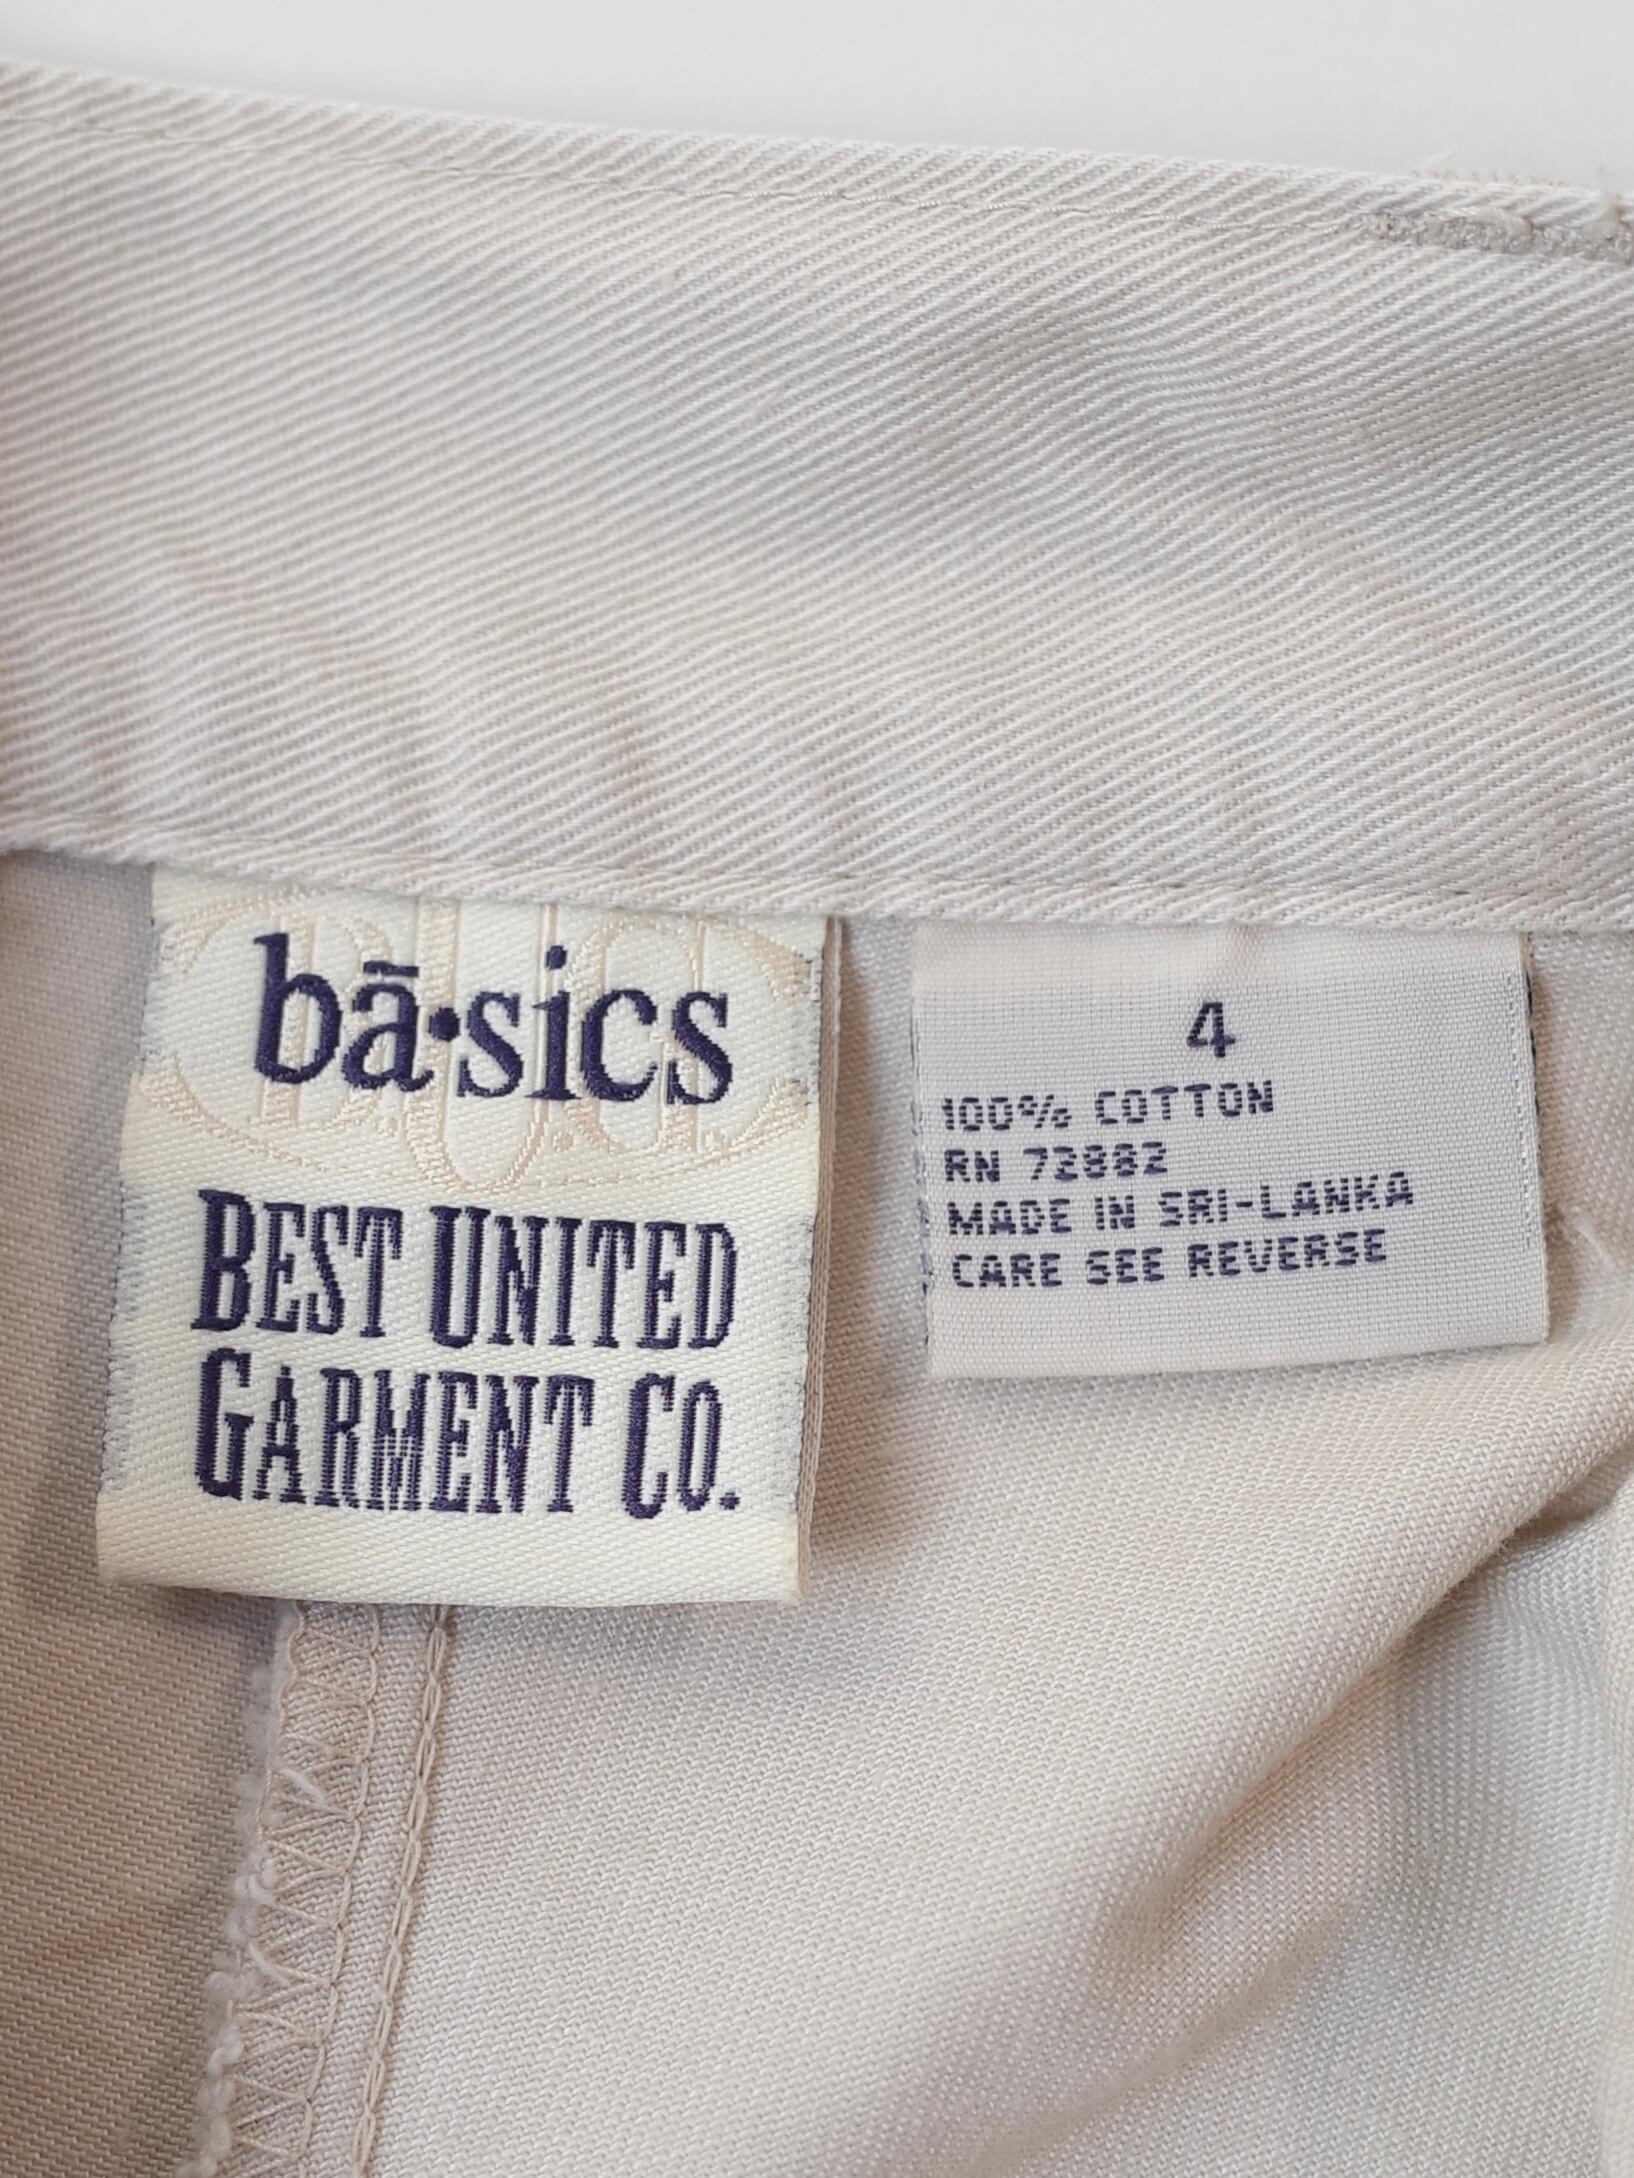 B.U.G.
bā•sics
BEST UNITED
GARMENT CO.
4
100% COTTON
RN 72882
MADE IN SRI-LANKA
CARE SEE REVERSE